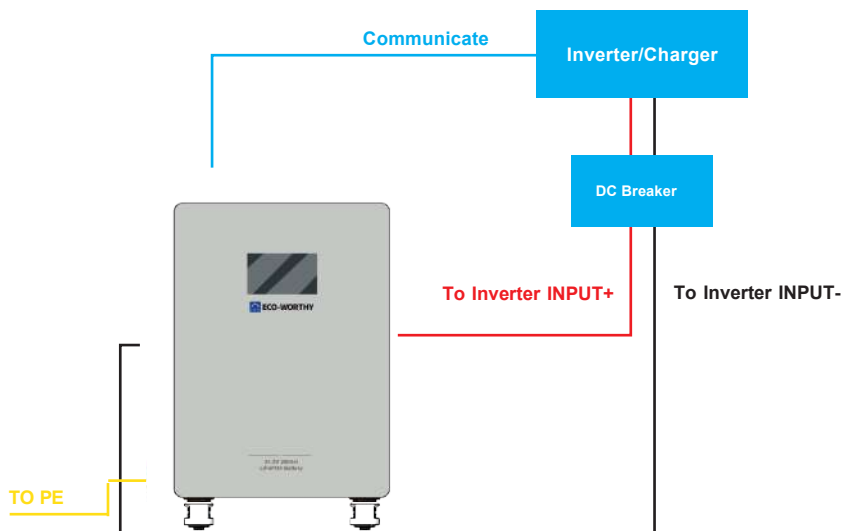 Communicate
Inverter/Charger
DC Breaker
To Inverter INPUT+
To Inverter INPUT-
ECO-WORTHY
TO PE